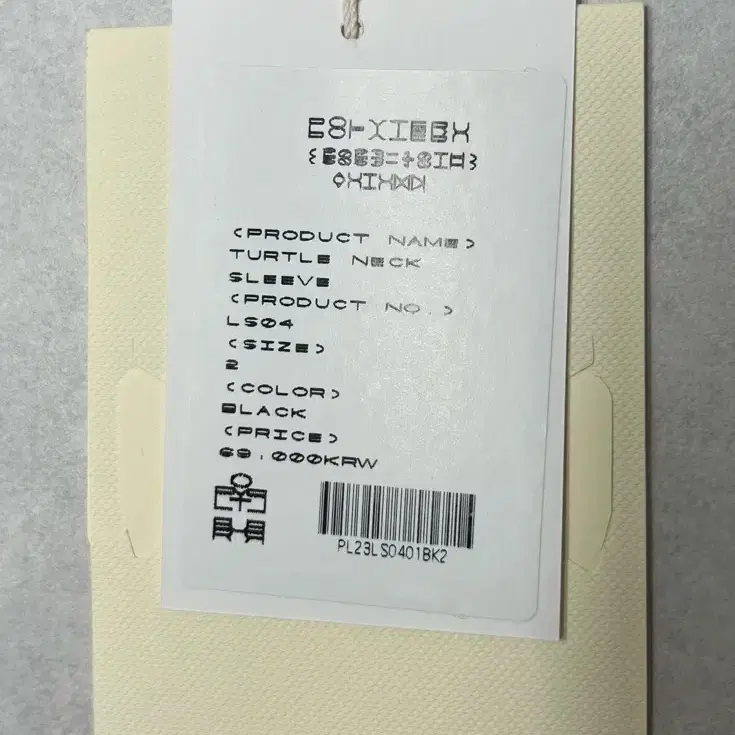 <PRODUCT NAME>
TURTLE NECK
SLEEVE
<PRODUCT NO.>
LS04
<SIZE>
2
<COLOR>
BLACK
<PRICE>
69,000KRW
PL23LS0401BK2